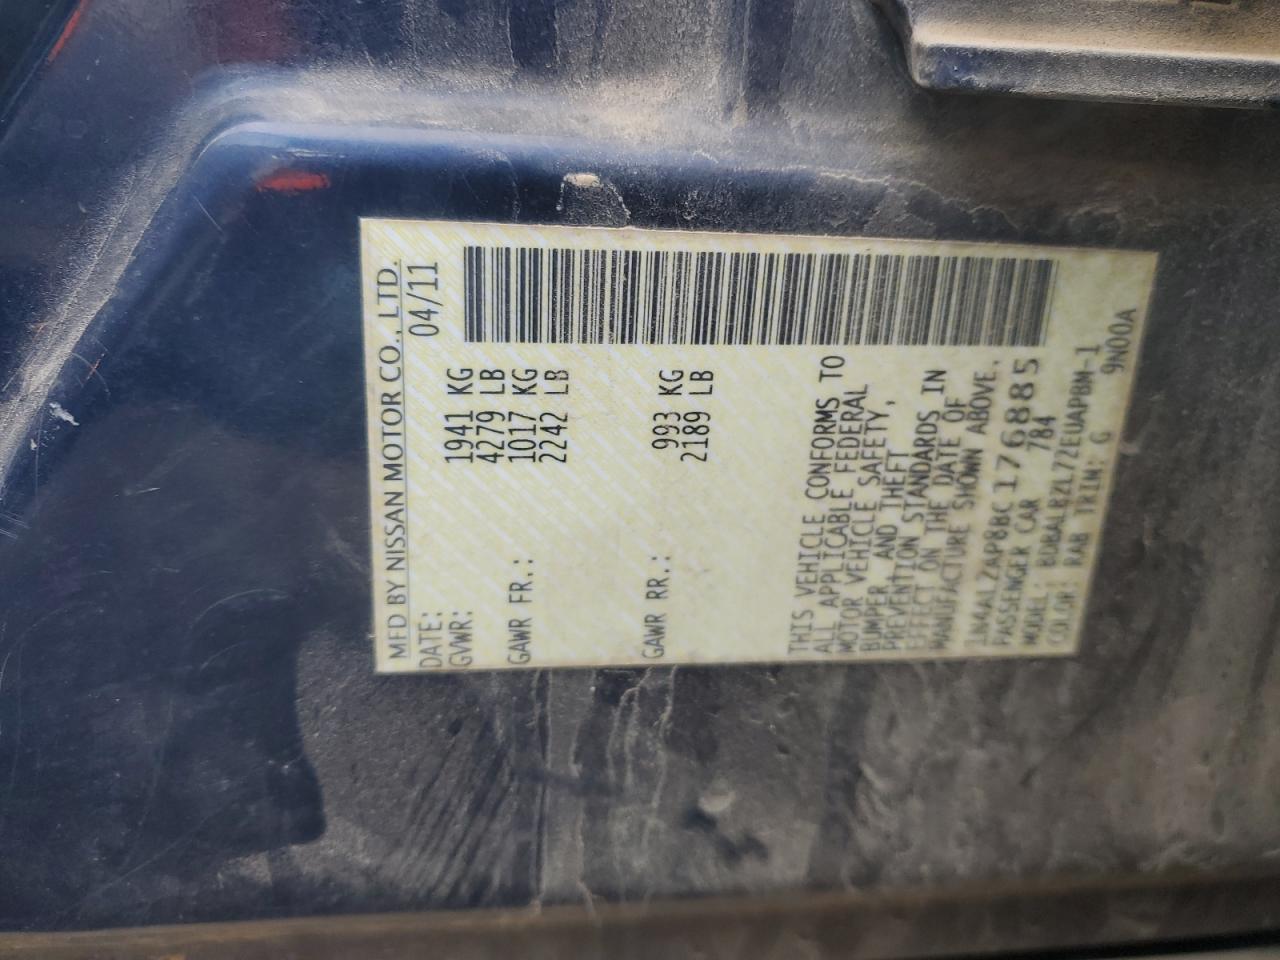 MFD BY NISSAN MOTOR CO., LTD.
DATE: 04/11
GVWR: 1941 KG
4279 LB
GAWR FR.: 1017 KG
2242 LB
GAWR RR.: 993 KG
2189 LB
THIS VEHICLE CONFORMS TO
ALL APPLICABLE FEDERAL
MOTOR VEHICLE SAFETY,
BUMPER, AND THEFT
PREVENTION STANDARDS IN
EFFECT ON THE DATE OF
MANUFACTURE SHOWN ABOVE.
1N4AL2AP8BC176885
PASSENGER CAR 784
MODEL: BDBALBZL72EUAPBM-1
COLOR: RAB TRIM: G 9N00A